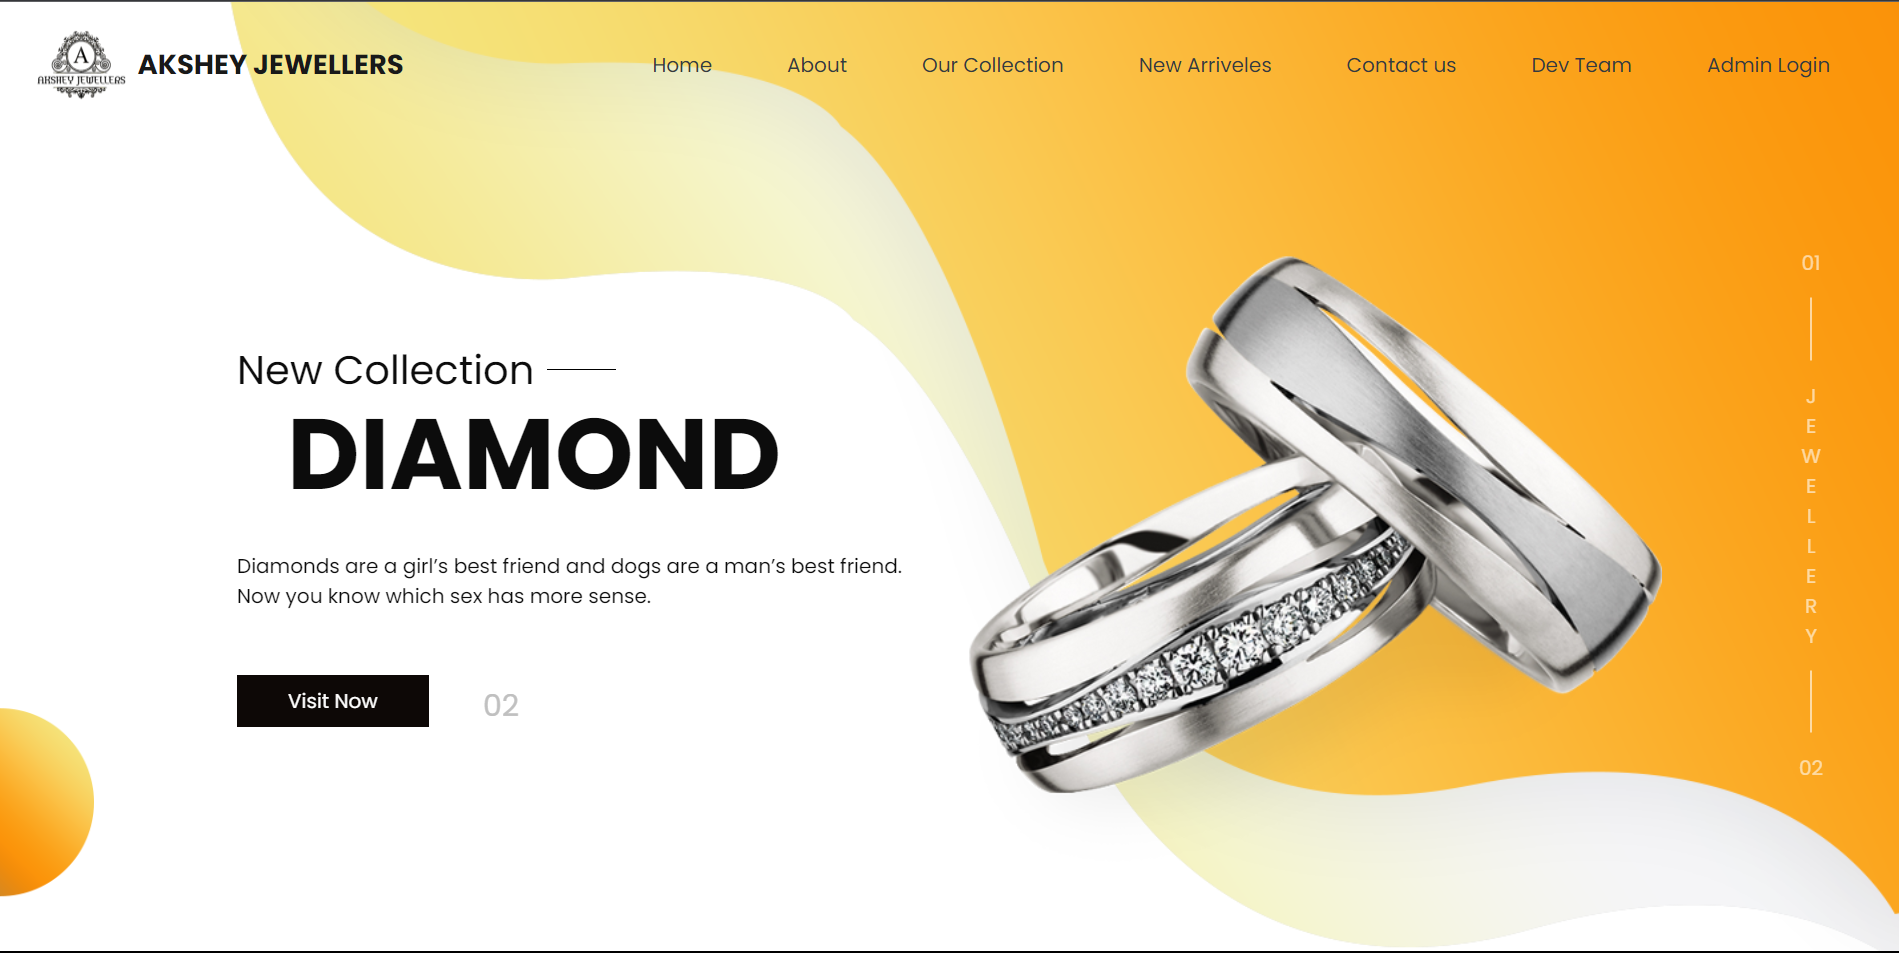 A
AKSHEY JEWELLERS
AKSHEY JEWELLERS
Home
About
Our Collection
New Arriveles
Contact us
Dev Team
Admin Login
New Collection
DIAMOND
Diamonds are a girl’s best friend and dogs are a man’s best friend.
Now you know which sex has more sense.
Visit Now
02
01
JEWELLERY
02